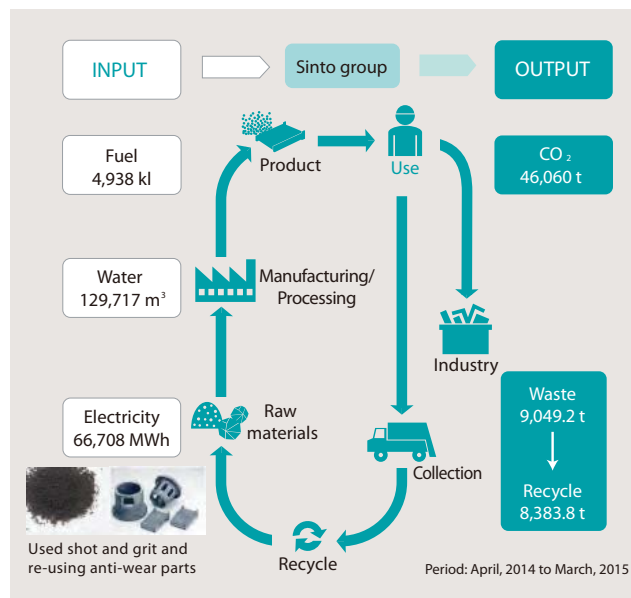 INPUT
Sinto group
OUTPUT
Fuel
4,938 kl
Product
Use
CO₂
46,060 t
Water
129,717 m³
Manufacturing/
Processing
Industry
Electricity
66,708 MWh
Raw
materials
Collection
Waste
9,049.2 t
Recycle
8,383.8 t
Used shot and grit and
re-using anti-wear parts
Recycle
Period: April, 2014 to March, 2015